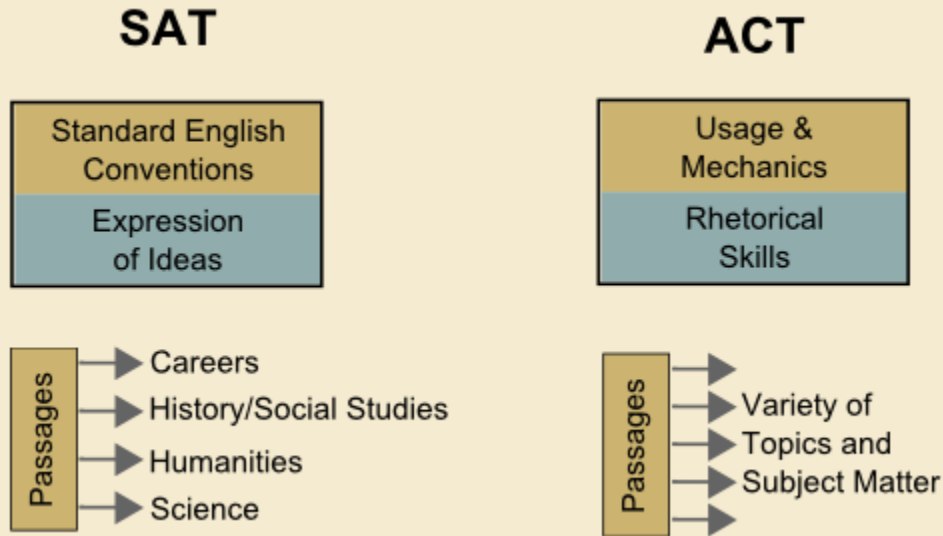 SAT
Standard English
Conventions
Expression
of Ideas
Passages
Careers
History/Social Studies
Humanities
Science
ACT
Usage &
Mechanics
Rhetorical
Skills
Passages
Variety of
Topics and
Subject Matter